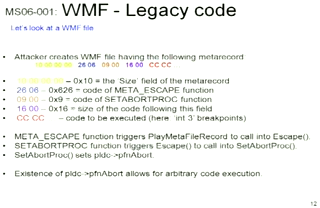 MS06-001: WMF - Legacy code
Let's look at a WMF file
• Attacker creates WMF file having the following metarecord
26 06 09 00 16 00 CC CC
• – 0x10 = the 'Size' field of the metarecord
• 26 06 – 0x626 = code of META_ESCAPE function
• 09 00 – 0x9 = code of SETABORTPROC function
• 16 00 – 0x16 = size of the code following this field
• CC CC – code to be executed (here 'int 3' breakpoints)
• META_ESCAPE function triggers PlayMetaFileRecord to call into Escape().
• SETABORTPROC function triggers Escape() to call into SetAbortProc().
• SetAbortProc() sets pldc->pfnAbort.
• Existence of pldc->pfnAbort allows for arbitrary code execution.
12